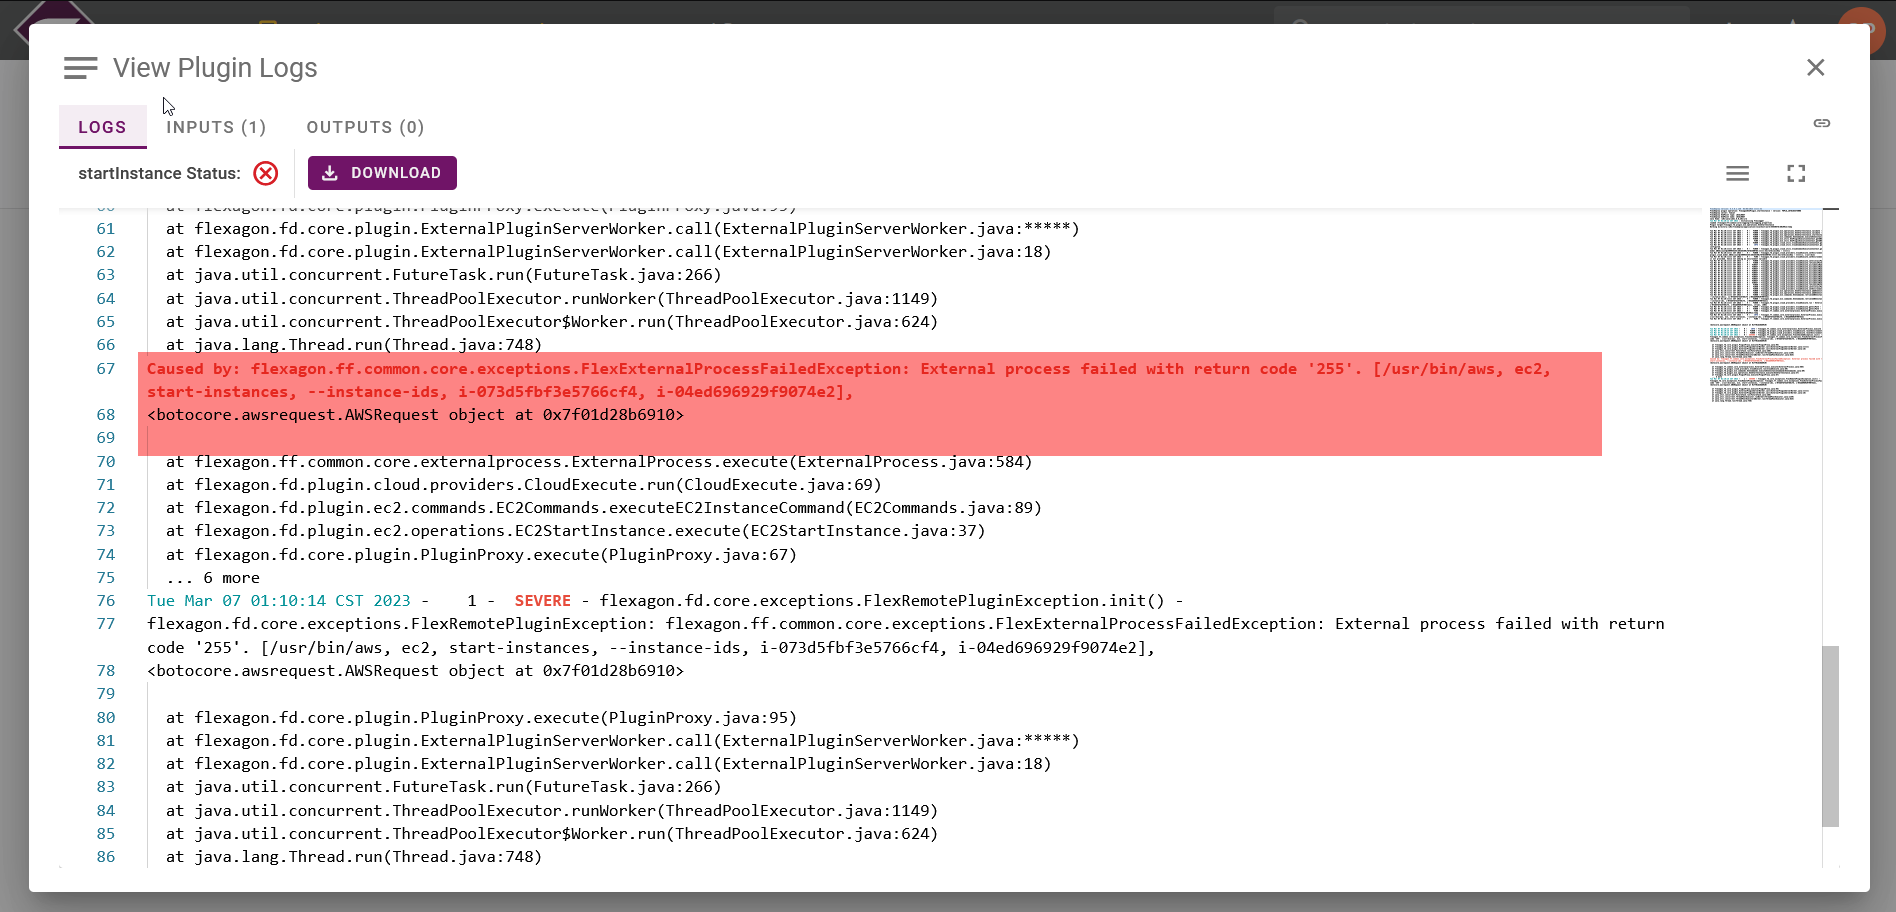 View Plugin Logs
LOGS
INPUTS (1)
OUTPUTS (0)
startInstance Status:
DOWNLOAD
60 at flexagon.fd.core.plugin.PluginProxy.execute(PluginProxy.java:95)
61 at flexagon.fd.core.plugin.ExternalPluginServerWorker.call(ExternalPluginServerWorker.java:*****)
62 at flexagon.fd.core.plugin.ExternalPluginServerWorker.call(ExternalPluginServerWorker.java:18)
63 at java.util.concurrent.FutureTask.run(FutureTask.java:266)
64 at java.util.concurrent.ThreadPoolExecutor.runWorker(ThreadPoolExecutor.java:1149)
65 at java.util.concurrent.ThreadPoolExecutor$Worker.run(ThreadPoolExecutor.java:624)
66 at java.lang.Thread.run(Thread.java:748)
67 Caused by: flexagon.ff.common.core.exceptions.FlexExternalProcessFailedException: External process failed with return code '255'. [/usr/bin/aws, ec2,
start-instances, --instance-ids, i-073d5fbf3e5766cf4, i-04ed696929f9074e2],
68 <botocore.awsrequest.AWSRequest object at 0x7f01d28b6910>
69
70 at flexagon.ff.common.core.externalprocess.ExternalProcess.execute(ExternalProcess.java:584)
71 at flexagon.fd.plugin.cloud.providers.CloudExecute.run(CloudExecute.java:69)
72 at flexagon.fd.plugin.ec2.commands.EC2Commands.executeEC2InstanceCommand(EC2Commands.java:89)
73 at flexagon.fd.plugin.ec2.operations.EC2StartInstance.execute(EC2StartInstance.java:37)
74 at flexagon.fd.core.plugin.PluginProxy.execute(PluginProxy.java:67)
75 ... 6 more
76 Tue Mar 07 01:10:14 CST 2023 - 1 - SEVERE - flexagon.fd.core.exceptions.FlexRemotePluginException.init() -
77 flexagon.fd.core.exceptions.FlexRemotePluginException: flexagon.ff.common.core.exceptions.FlexExternalProcessFailedException: External process failed with return
code '255'. [/usr/bin/aws, ec2, start-instances, --instance-ids, i-073d5fbf3e5766cf4, i-04ed696929f9074e2],
78 <botocore.awsrequest.AWSRequest object at 0x7f01d28b6910>
79
80 at flexagon.fd.core.plugin.PluginProxy.execute(PluginProxy.java:95)
81 at flexagon.fd.core.plugin.ExternalPluginServerWorker.call(ExternalPluginServerWorker.java:*****)
82 at flexagon.fd.core.plugin.ExternalPluginServerWorker.call(ExternalPluginServerWorker.java:18)
83 at java.util.concurrent.FutureTask.run(FutureTask.java:266)
84 at java.util.concurrent.ThreadPoolExecutor.runWorker(ThreadPoolExecutor.java:1149)
85 at java.util.concurrent.ThreadPoolExecutor$Worker.run(ThreadPoolExecutor.java:624)
86 at java.lang.Thread.run(Thread.java:748)